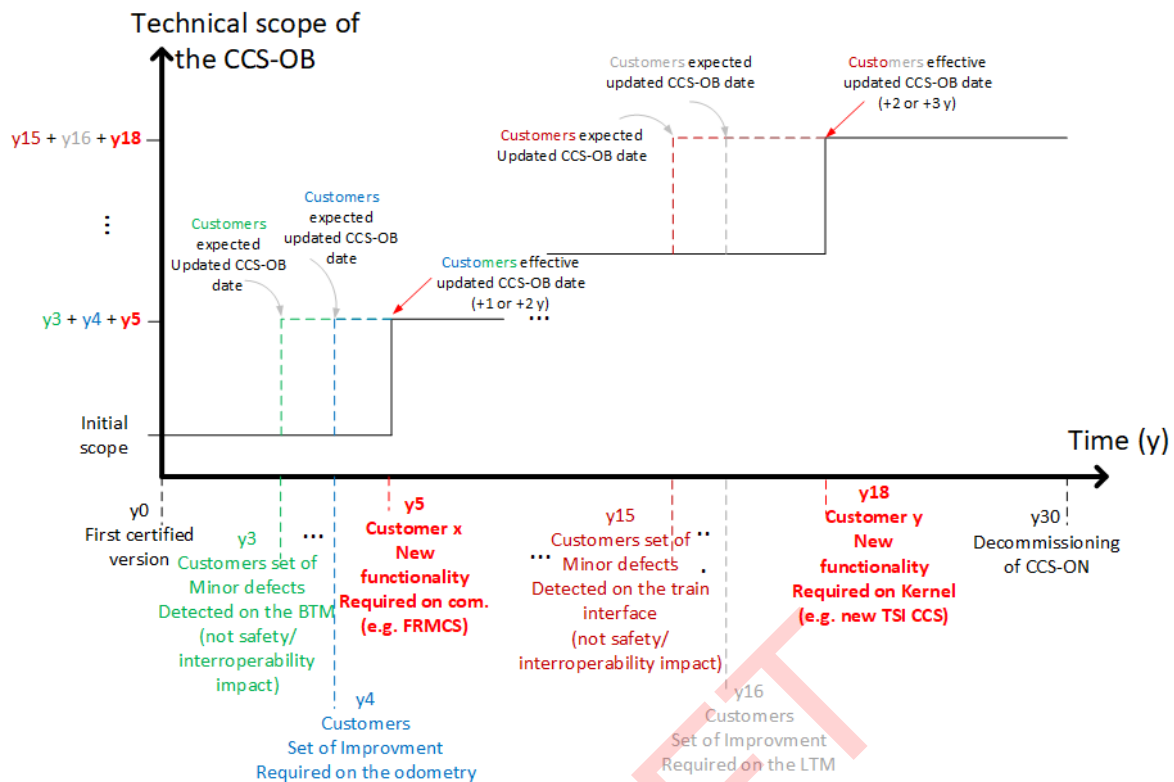 Technical scope of
the CCS-OB
Customers expected
updated CCS-OB date
Customers effective
updated CCS-OB date
(+2 or +3 y)
y15 + y16 + y18
Customers expected
Updated CCS-OB date
⋮
Customers
expected
updated CCS-OB
date
Customers
expected
Updated CCS-OB
date
Customers effective
updated CCS-OB date
(+1 or +2 y)
y3 + y4 + y5
...
Initial
scope
Time (y)
y0
First certified
version
y3
Customers set of
Minor defects
Detected on the BTM
(not safety/
interroperability
impact)
...
y4
Customers
Set of Improvment
Required on the odometry
y5
Customer x
New
functionality
Required on com.
(e.g. FRMCS)
...
y15
Customers set of
Minor defects
Detected on the train
interface
(not safety/
interroperability impact)
.. .
y16
Customers
Set of Improvment
Required on the LTM
y18
Customer y
New
functionality
Required on Kernel
(e.g. new TSI CCS)
y30
Decommissioning
of CCS-ON